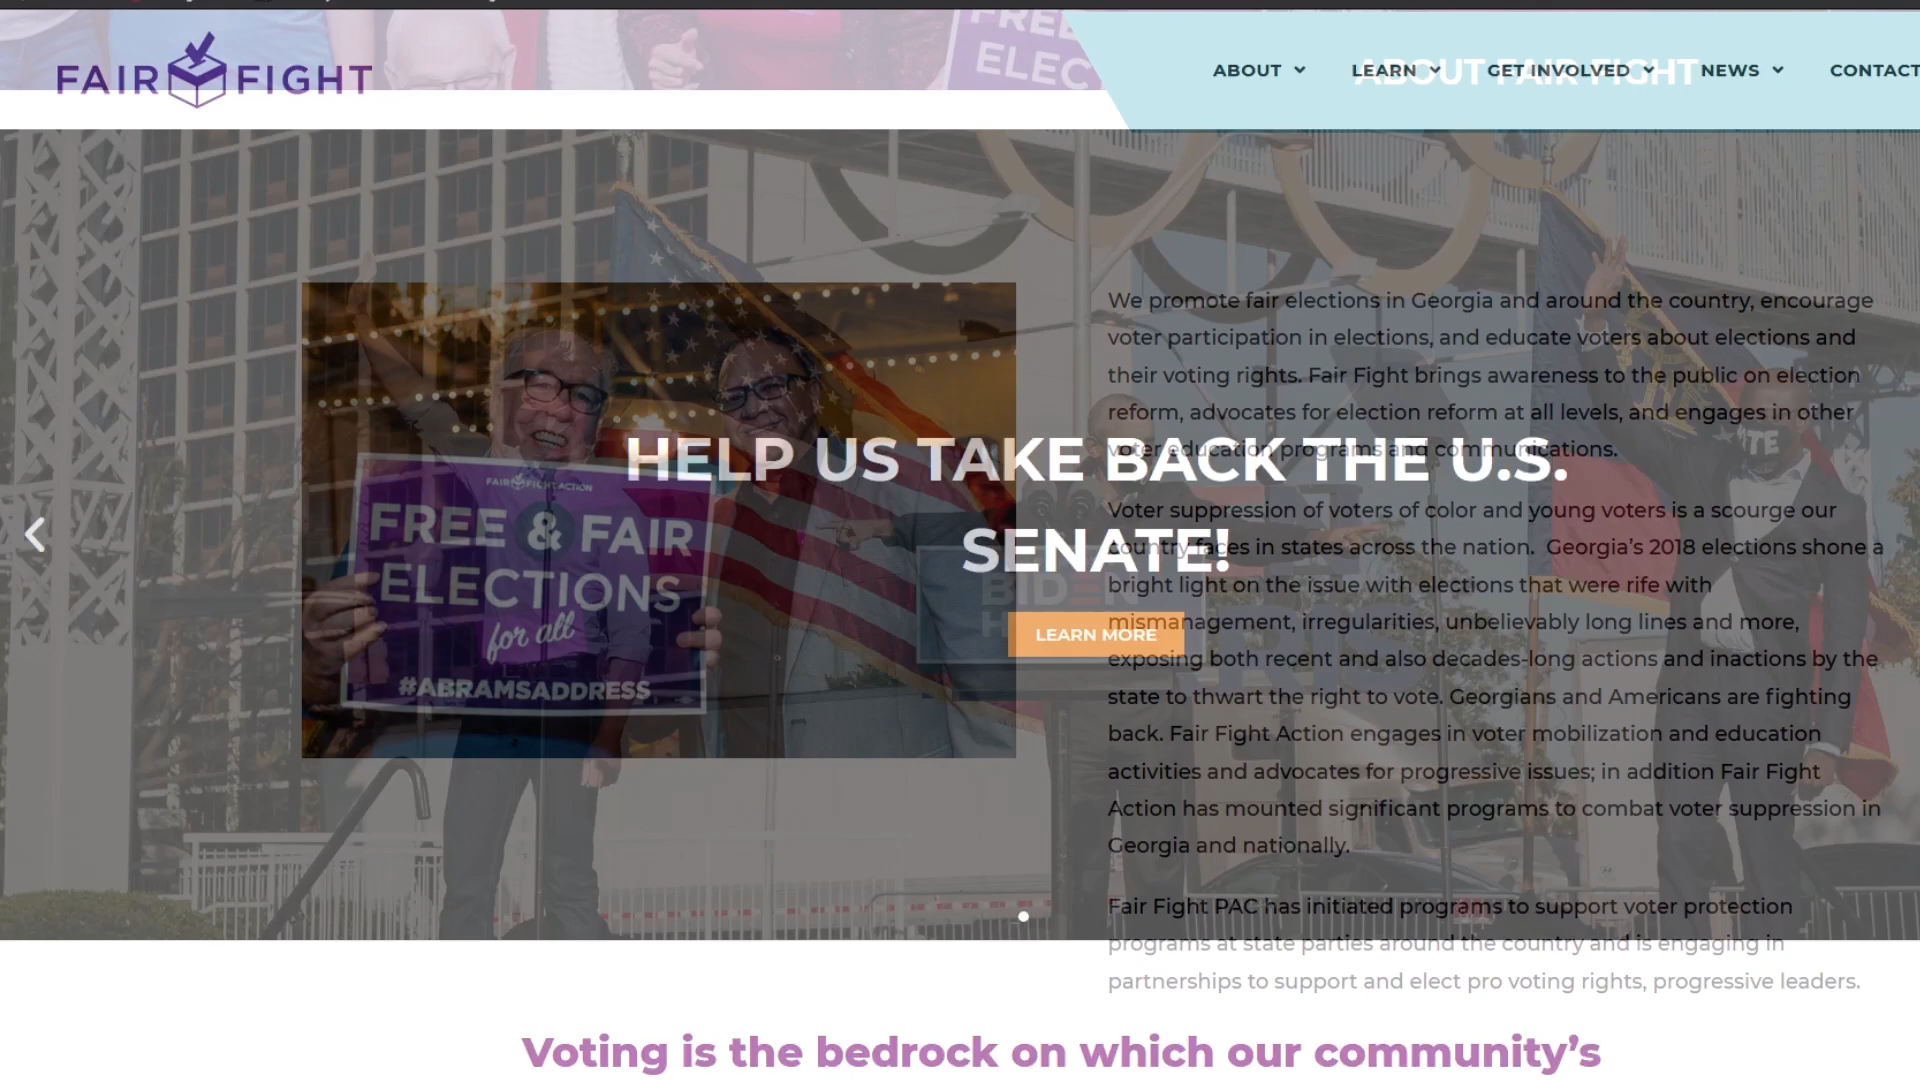 FREE
ELEC
FAIR FIGHT
ABOUT
LEARN
GET INVOLVED
NEWS
CONTACT
ABOUT FAIR FIGHT
HELP US TAKE BACK THE U.S.
SENATE!
LEARN MORE
FAIR FIGHT ACTION
FREE & FAIR
ELECTIONS
for all
#ABRAMSADDRESS
BIDEN
H
We promote fair elections in Georgia and around the country, encourage
voter participation in elections, and educate voters about elections and
their voting rights. Fair Fight brings awareness to the public on election
reform, advocates for election reform at all levels, and engages in other
voter education programs and communications.
Voter suppression of voters of color and young voters is a scourge our
country faces in states across the nation. Georgia's 2018 elections shone a
bright light on the issue with elections that were rife with
mismanagement, irregularities, unbelievably long lines and more,
exposing both recent and also decades-long actions and inactions by the
state to thwart the right to vote. Georgians and Americans are fighting
back. Fair Fight Action engages in voter mobilization and education
activities and advocates for progressive issues; in addition Fair Fight
Action has mounted significant programs to combat voter suppression in
Georgia and nationally.
Fair Fight PAC has initiated programs to support voter protection
programs at state parties around the country and is engaging in
partnerships to support and elect pro voting rights, progressive leaders.
Voting is the bedrock on which our community's